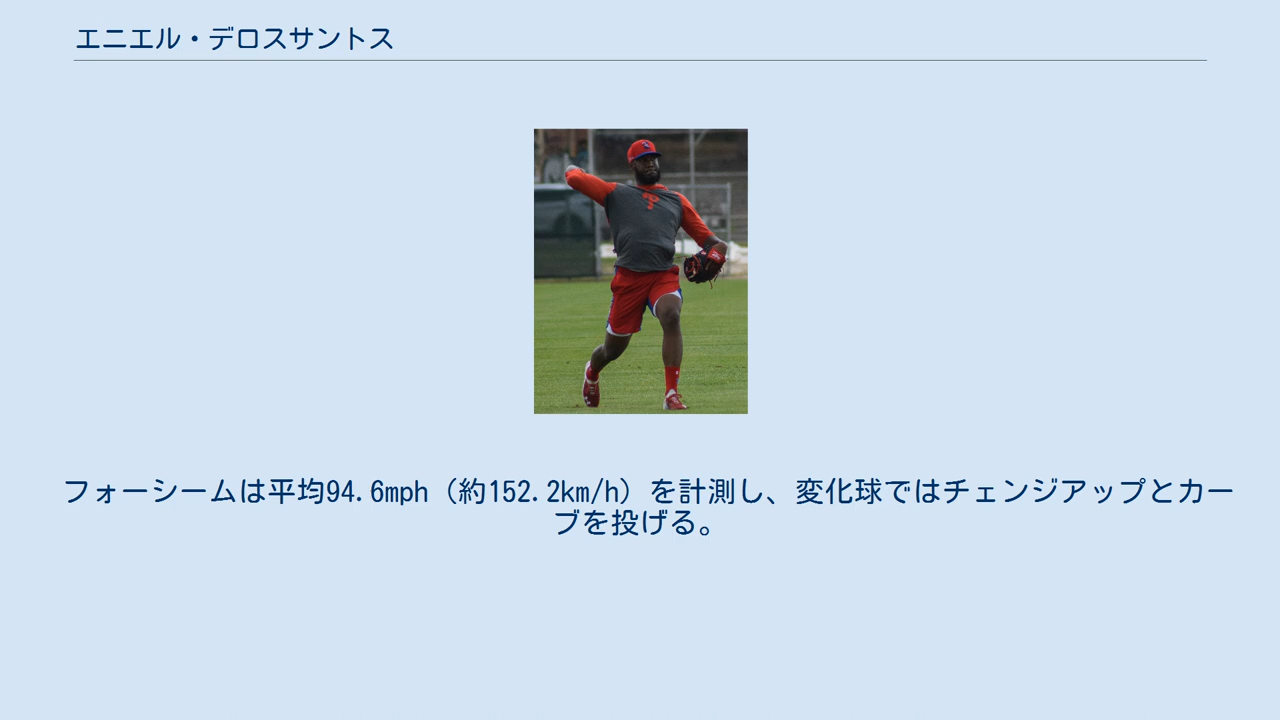 エニエル・デロスサントス
フォーシームは平均94.6mph（約152.2km/h）を計測し、変化球ではチェンジアップとカー
ブを投げる。